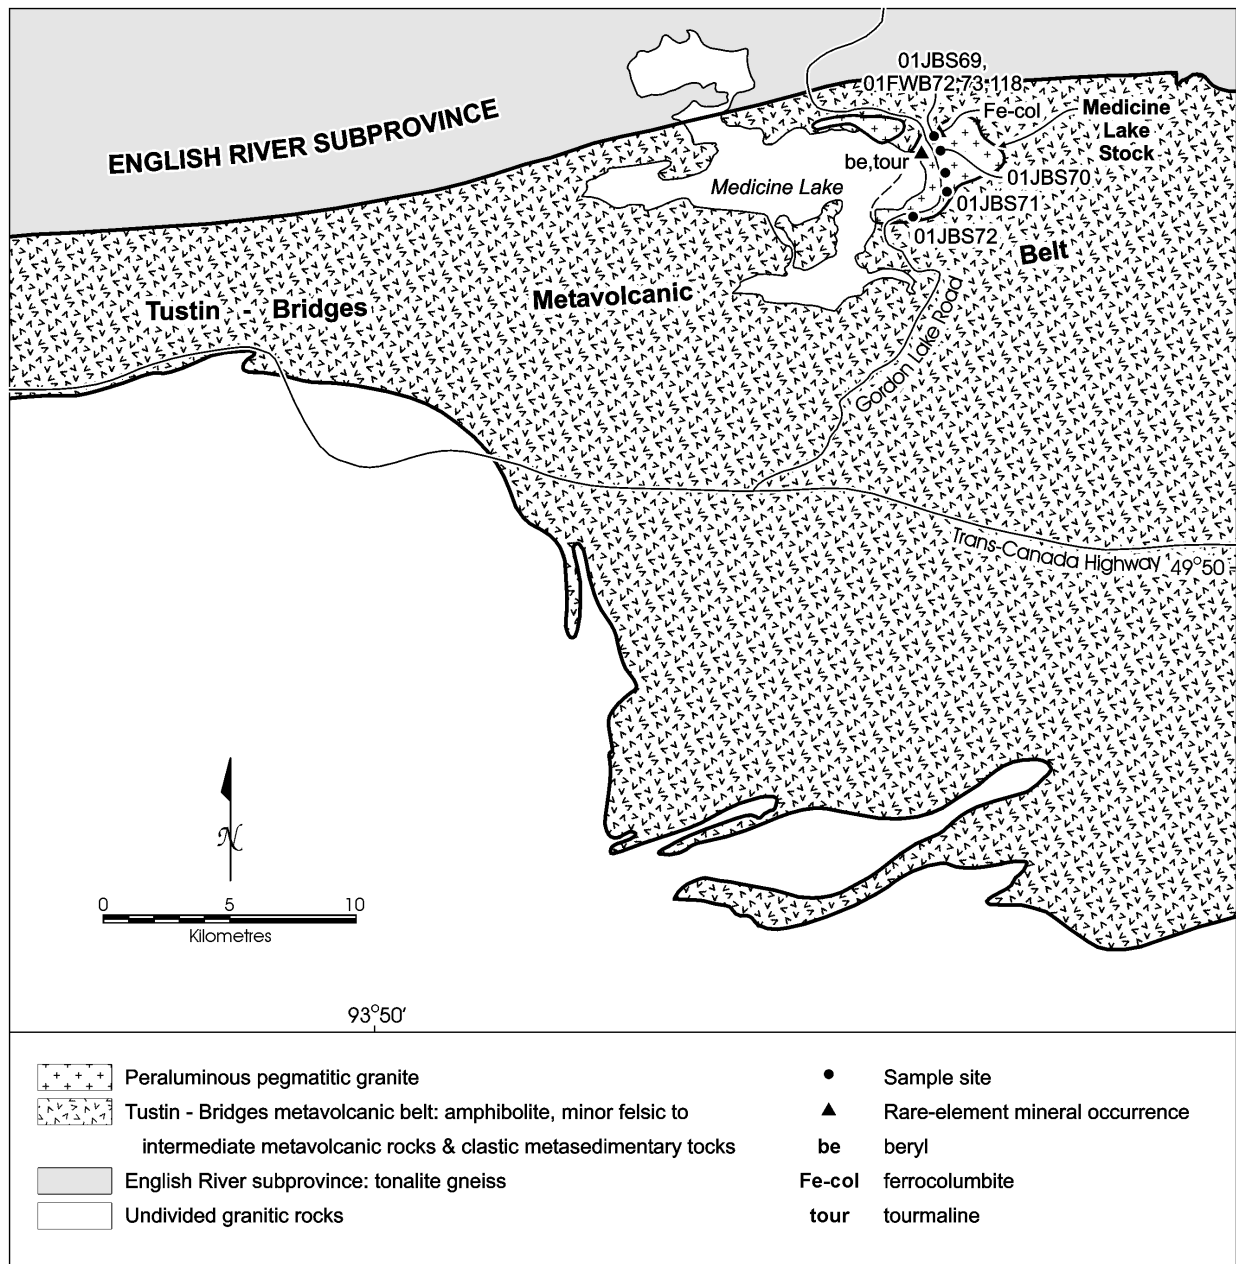 01JBS69,
01FWB72,73,118
Fe-col
Medicine
Lake
Stock
ENGLISH RIVER SUBPROVINCE
be,tour
Medicine Lake
01JBS70
01JBS71
01JBS72
Belt
Metavolcanic
Tustin - Bridges
Gordon Lake Road
Trans-Canada Highway
49°50
N
0 5 10
Kilometres
93°50'
Peraluminous pegmatitic granite
Tustin - Bridges metavolcanic belt: amphibolite, minor felsic to
intermediate metavolcanic rocks & clastic metasedimentary tocks
English River subprovince: tonalite gneiss
Undivided granitic rocks
Sample site
Rare-element mineral occurrence
be beryl
Fe-col ferrocolumbite
tour tourmaline